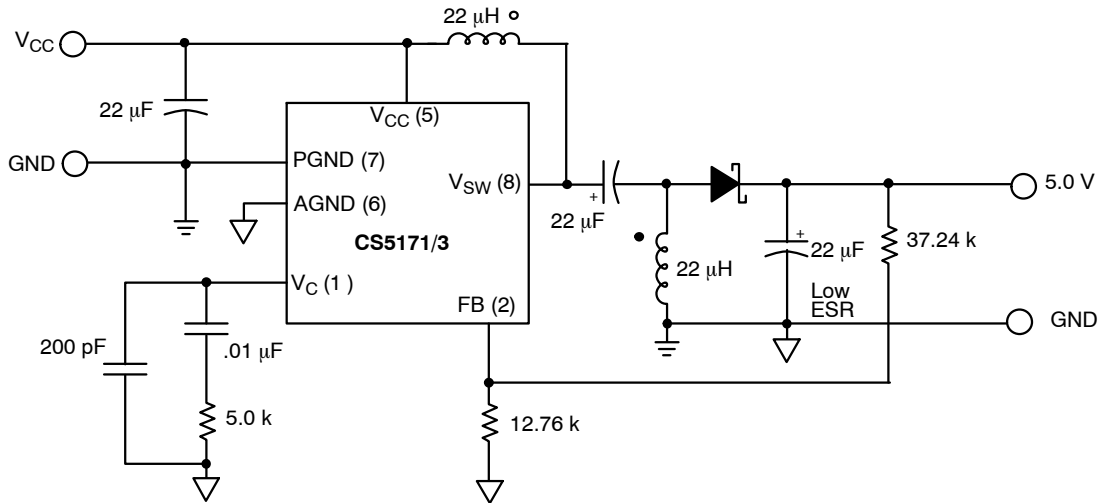 22 μH
VCC
22 μF
VCC (5)
GND
PGND (7)
VSW (8)
5.0 V
AGND (6)
+
22 μF
+
22 μF
37.24 k
CS5171/3
22 μH
VC (1 )
Low
ESR
FB (2)
GND
200 pF
.01 μF
5.0 k
12.76 k